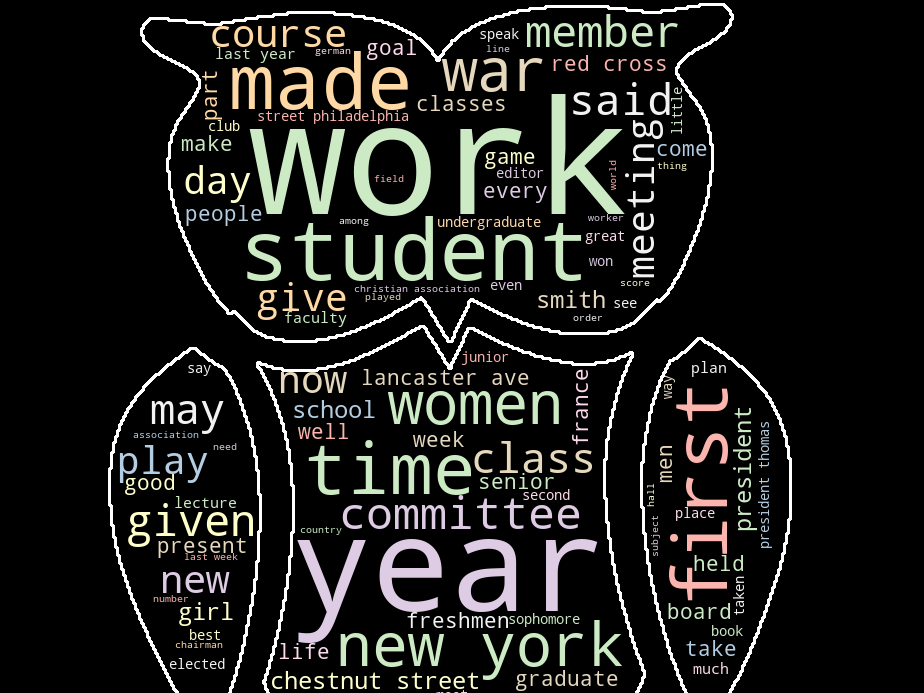 course
member
speak
line
last year
german
goal
war
red cross
made
classes
said
part
little
street philadelphia
club
make
work
game
come
thing
meeting
editor
world
day
field
every
people
among
undergraduate
worker
student
great
won
christian association
even
score
give
played
smith
see
faculty
order
junior
say
now
lancaster ave
france
way
plan
may
school
women
first
association
well
week
president
president thomas
need
play
time
class
men
good
senior
second
hall
lecture
committee
place
given
country
subject
present
last week
year
held
new
taken
number
girl
freshmen
sophomore
board
best
book
chairman
life
new york
take
elected
chestnut street
graduate
much